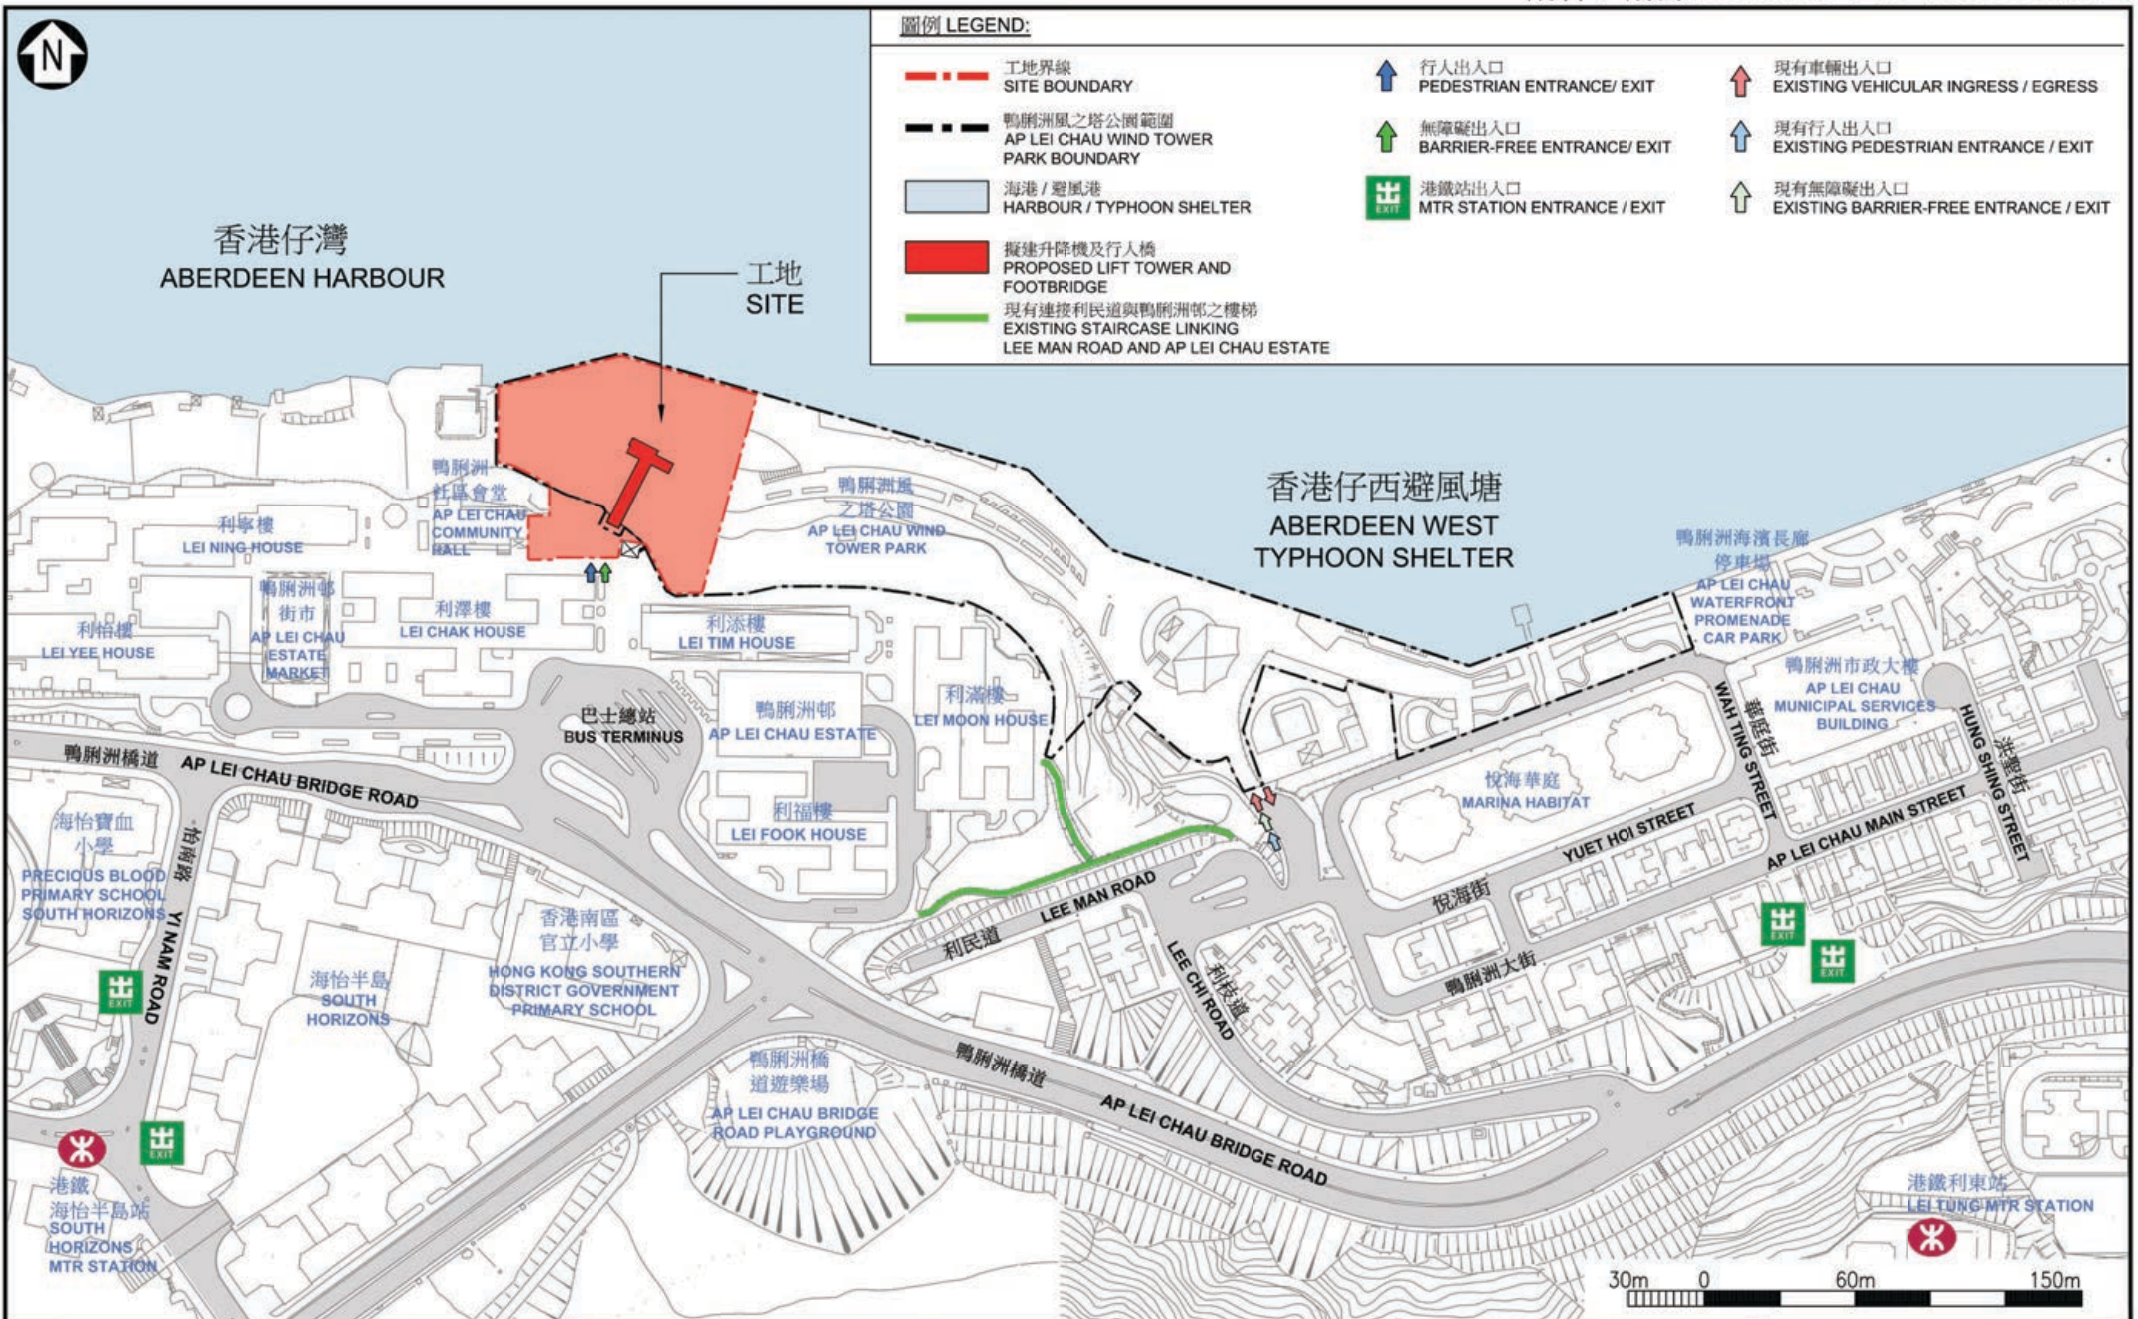 N
圖例 LEGEND:
工地界線
SITE BOUNDARY
鴨脷洲風之塔公園範圍
AP LEI CHAU WIND TOWER
PARK BOUNDARY
海港 / 避風港
HARBOUR / TYPHOON SHELTER
擬建升降機及行人橋
PROPOSED LIFT TOWER AND
FOOTBRIDGE
現有連接利民道與鴨脷洲邨之樓梯
EXISTING STAIRCASE LINKING
LEE MAN ROAD AND AP LEI CHAU ESTATE
行人出入口
PEDESTRIAN ENTRANCE/ EXIT
無障礙出入口
BARRIER-FREE ENTRANCE/ EXIT
出
EXIT
港鐵站出入口
MTR STATION ENTRANCE / EXIT
現有車輛出入口
EXISTING VEHICULAR INGRESS / EGRESS
現有行人出入口
EXISTING PEDESTRIAN ENTRANCE / EXIT
現有無障礙出入口
EXISTING BARRIER-FREE ENTRANCE / EXIT
香港仔灣
ABERDEEN HARBOUR
工地
SITE
香港仔西避風塘
ABERDEEN WEST
TYPHOON SHELTER
鴨脷洲
社區會堂
AP LEI CHAU
COMMUNITY
HALL
鴨脷洲風
之塔公園
AP LEI CHAU WIND
TOWER PARK
利寧樓
LEI NING HOUSE
鴨脷洲海濱長廊
停車場
AP LEI CHAU
WATERFRONT
PROMENADE
CAR PARK
利怡樓
LEI YEE HOUSE
鴨脷洲邨
街市
AP LEI CHAU
ESTATE
MARKET
利澤樓
LEI CHAK HOUSE
利添樓
LEI TIM HOUSE
鴨脷洲市政大樓
AP LEI CHAU
MUNICIPAL SERVICES
BUILDING
巴士總站
BUS TERMINUS
鴨脷洲邨
AP LEI CHAU ESTATE
利滿樓
LEI MOON HOUSE
華庭街
WAH TING STREET
洪聖街
HUNG SHING STREET
鴨脷洲橋道
AP LEI CHAU BRIDGE ROAD
利福樓
LEI FOOK HOUSE
悅海華庭
MARINA HABITAT
海怡寶血
小學
PRECIOUS BLOOD
PRIMARY SCHOOL
SOUTH HORIZONS
怡南路
YI NAM ROAD
YUET HOI STREET
悅海街
AP LEI CHAU MAIN STREET
鴨脷洲大街
LEE MAN ROAD
利民道
香港南區
官立小學
HONG KONG SOUTHERN
DISTRICT GOVERNMENT
PRIMARY SCHOOL
海怡半島
SOUTH
HORIZONS
利枝道
LEE CHI ROAD
出
EXIT
出
EXIT
出
EXIT
出
EXIT
鴨脷洲橋
道遊樂場
AP LEI CHAU BRIDGE
ROAD PLAYGROUND
鴨脷洲橋道
AP LEI CHAU BRIDGE ROAD
港鐵
海怡半島站
SOUTH
HORIZONS
MTR STATION
港鐵利東站
LEI TUNG MTR STATION
30m 0 60m 150m